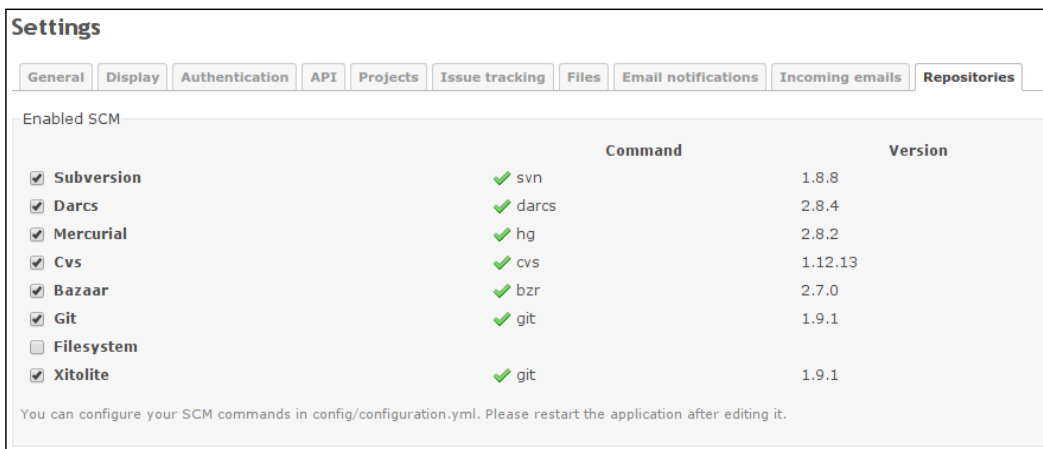 Settings
General Display Authentication API Projects Issue tracking Files Email notifications Incoming emails Repositories
Enabled SCM
Command Version
Subversion svn 1.8.8
Darcs darcs 2.8.4
Mercurial hg 2.8.2
Cvs cvs 1.12.13
Bazaar bzr 2.7.0
Git git 1.9.1
Filesystem
Xitolite git 1.9.1
You can configure your SCM commands in config/configuration.yml. Please restart the application after editing it.